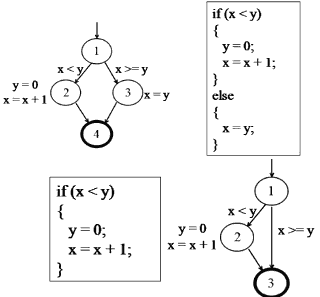 1
x < y
x >= y
y = 0
x = x + 1
2
3
x = y
4
if (x < y)
{
y = 0;
x = x + 1;
}
else
{
x = y;
}
if (x < y)
{
y = 0;
x = x + 1;
}
1
x < y
x >= y
y = 0
x = x + 1
2
3